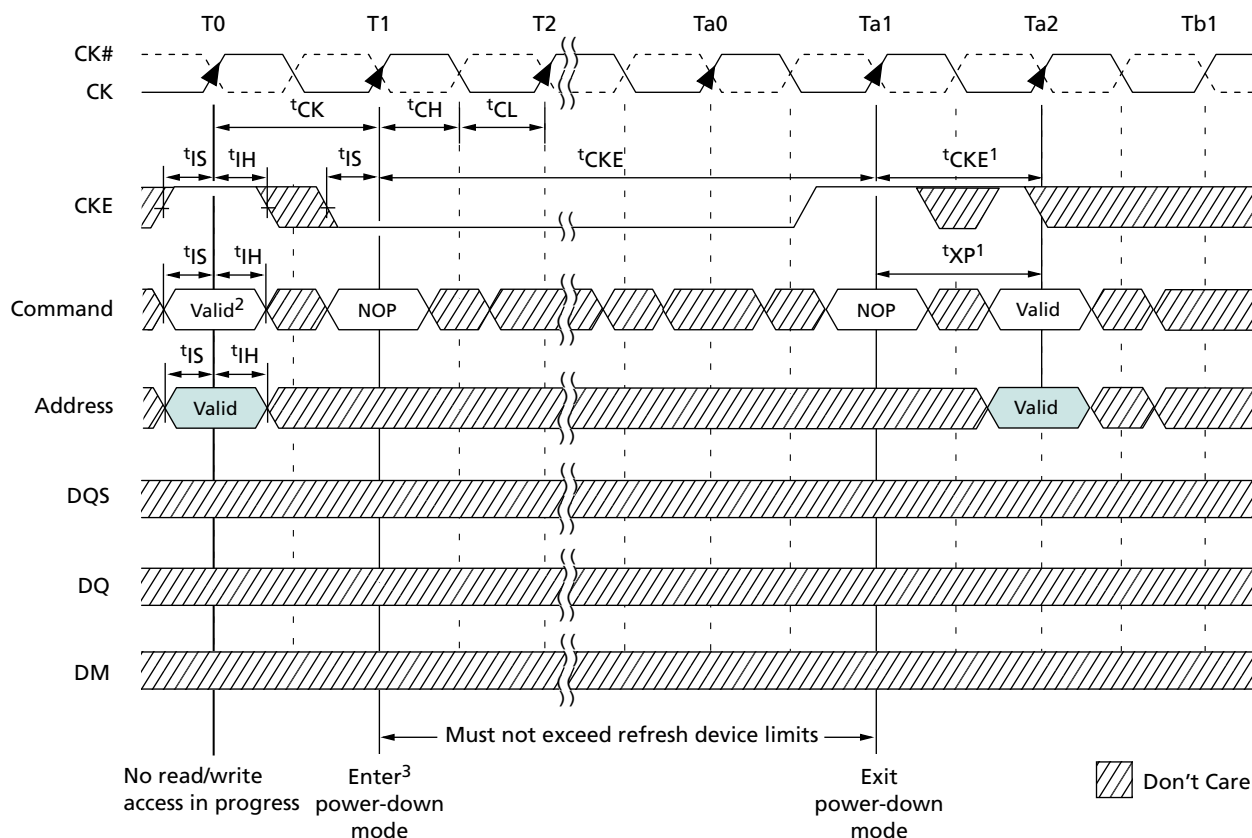 T0 T1 T2 Ta0 Ta1 Ta2 Tb1
CK#
CK
tCK tCH tCL
tIS tIH tIS tCKE tCKE1
CKE
tIS tIH tXP1
Command Valid2 NOP NOP Valid
tIS tIH
Address Valid Valid
DQS
DQ
DM
Must not exceed refresh device limits
No read/write
access in progress
Enter3
power-down
mode
Exit
power-down
mode
Don't Care